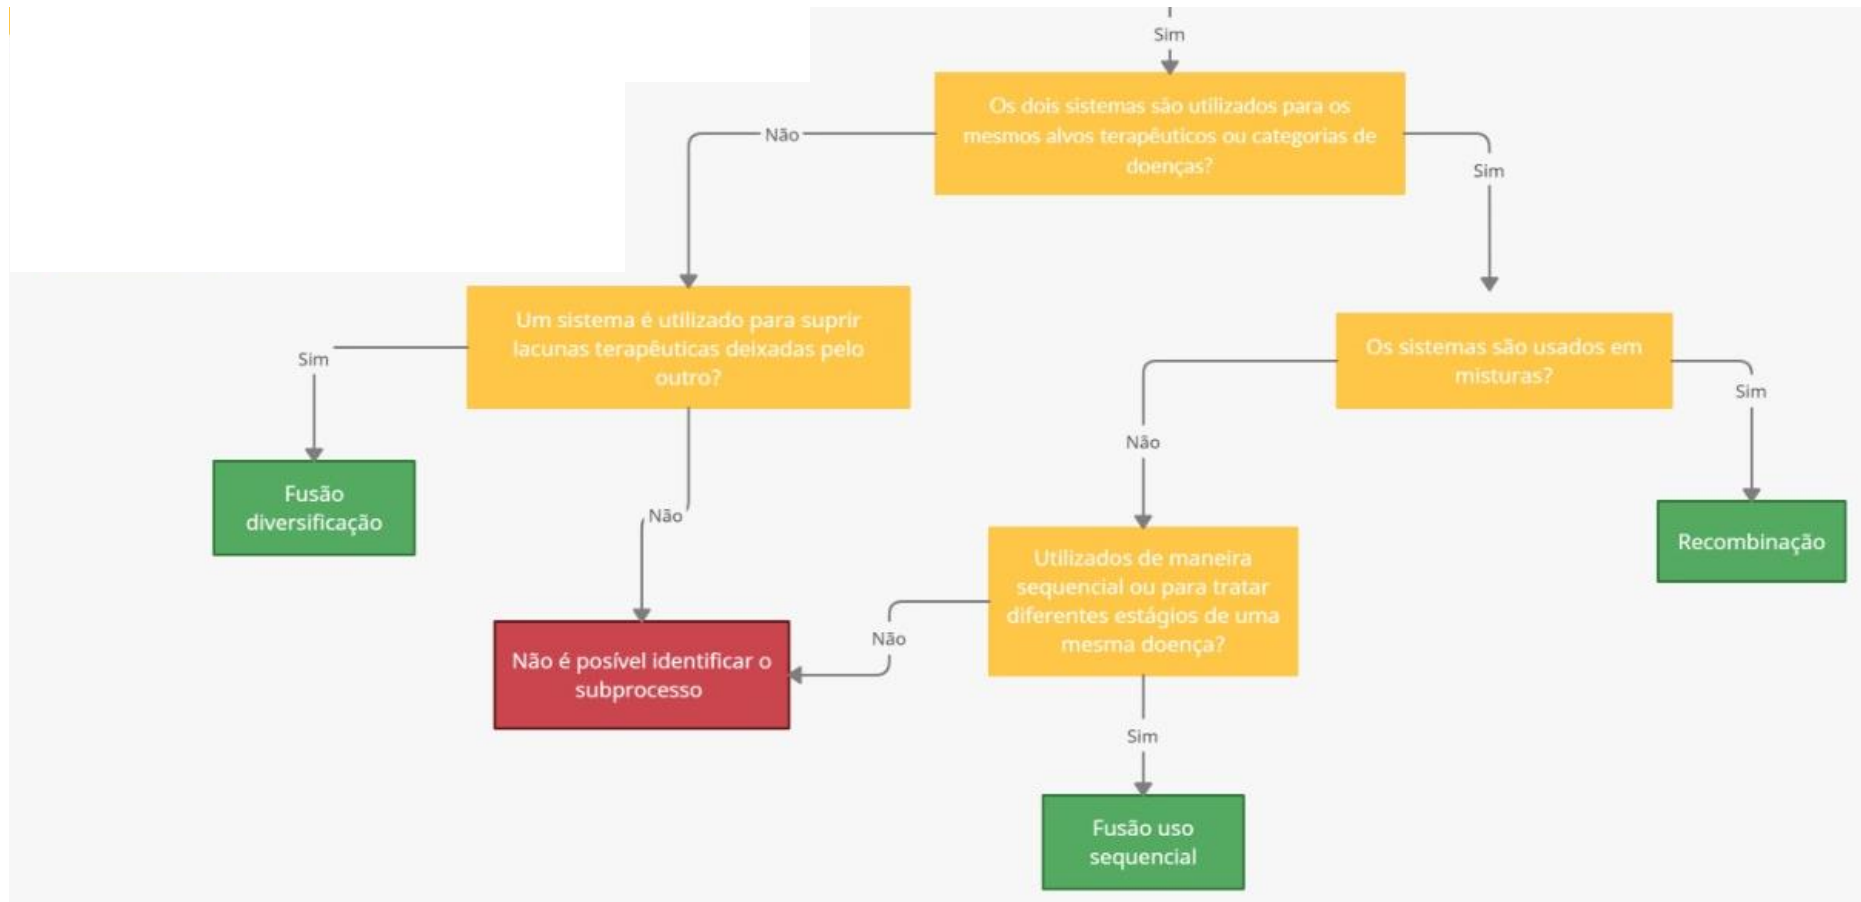 Sim
Os dois sistemas são utilizados para os
mesmos alvos terapêuticos ou categorias de
doenças?
Não
Sim
Um sistema é utilizado para suprir
lacunas terapêuticas deixadas pelo
outro?
Sim
Os sistemas são usados em
misturas?
Sim
Não
Fusão
diversificação
Não
Recombinação
Utilizados de maneira
sequencial ou para tratar
diferentes estágios de uma
mesma doença?
Não
Não é posível identificar o
subprocesso
Sim
Fusão uso
sequencial